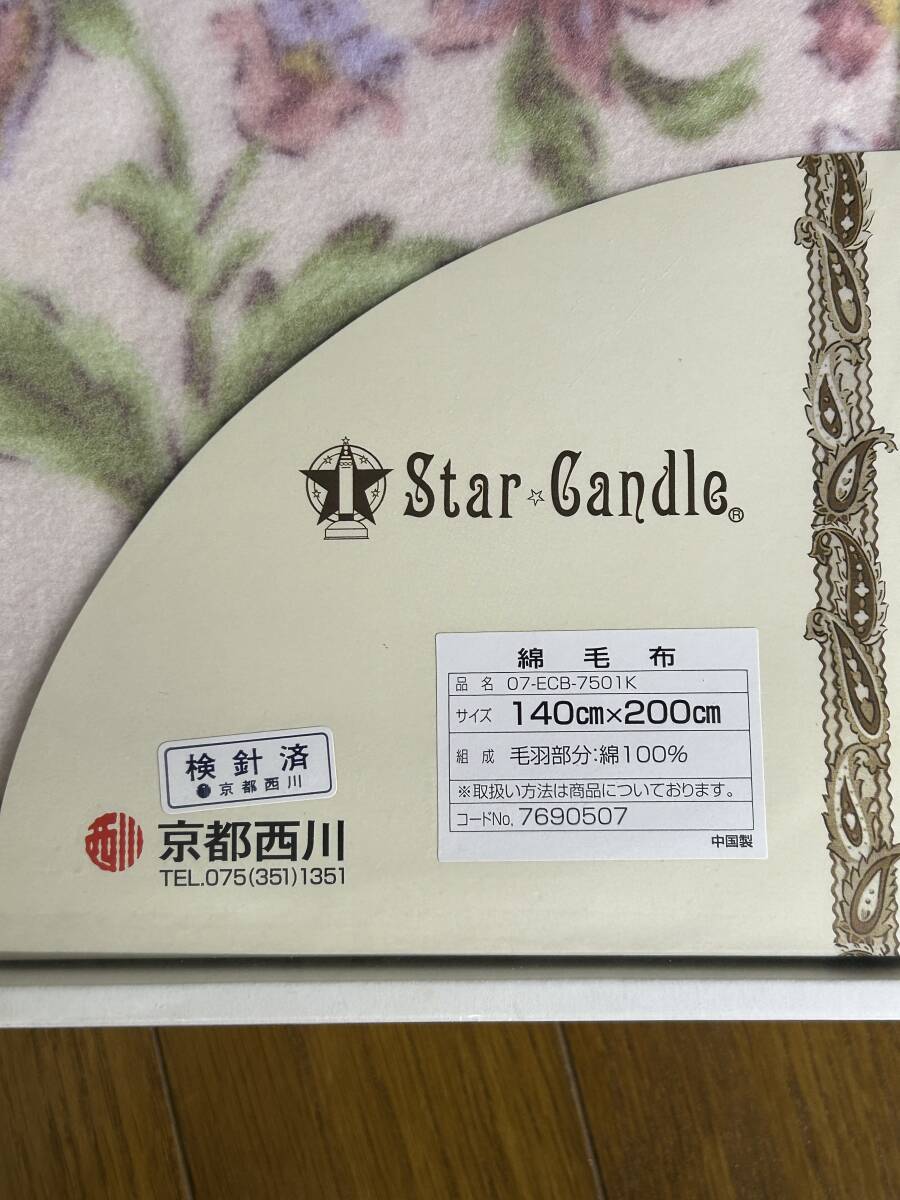 Star☆Candle®
綿毛布
品名 07-ECB-7501K
サイズ 140cm×200cm
組成 毛羽部分:綿100%
※取扱い方法は商品についております。
コードNo. 7690507
中国製
検針済
京都西川
西川 京都西川
TEL.075(351)1351